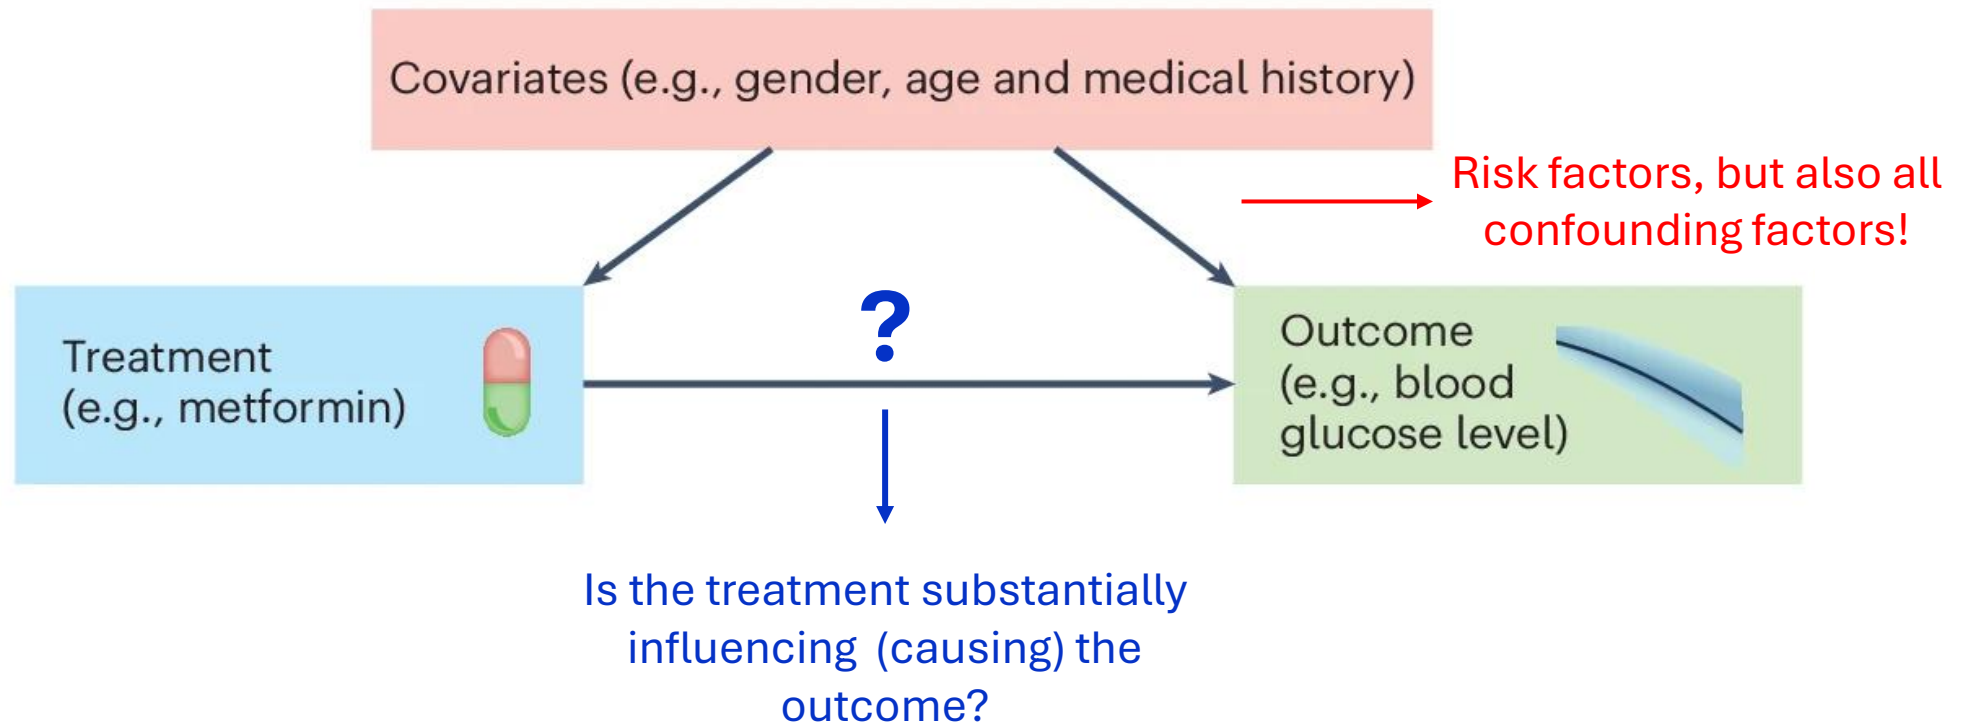 Covariates (e.g., gender, age and medical history)
Risk factors, but also all
confounding factors!
Treatment
(e.g., metformin)
?
Outcome
(e.g., blood
glucose level)
Is the treatment substantially
influencing (causing) the
outcome?